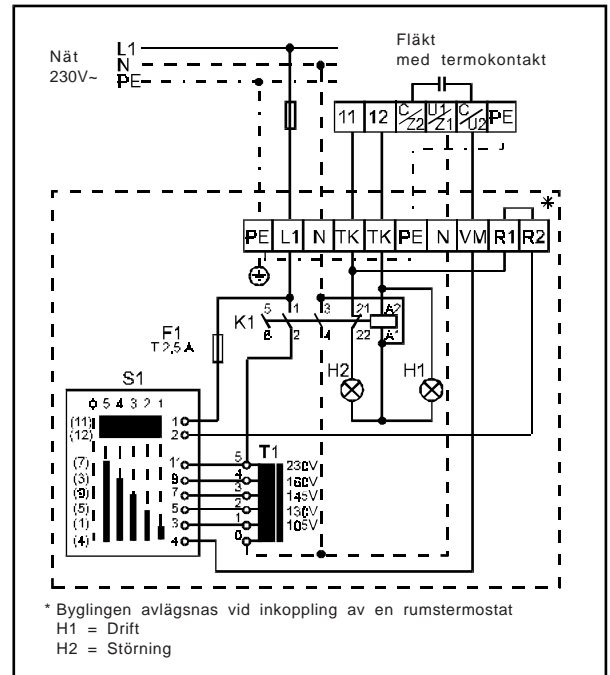 Nät
230V~
L1
N
PE
Fläkt
med termokontakt
11 12 C/Z2 U1/Z1 C/U2 PE
*
PE L1 N TK TK PE N VM R1 R2
K1
5 1 3 21 A2
6 2 4 22 A1
F1
T 2,5 A
H2
H1
S1
0 5 4 3 2 1
(11) 1
(12) 2
T1
(7) 11 5 230V
(3) 9 4 160V
(9) 7 3 145V
(5) 5 2 130V
(1) 3 1 105V
(4) 4 0
* Byglingen avlägsnas vid inkoppling av en rumstermostat
H1 = Drift
H2 = Störning